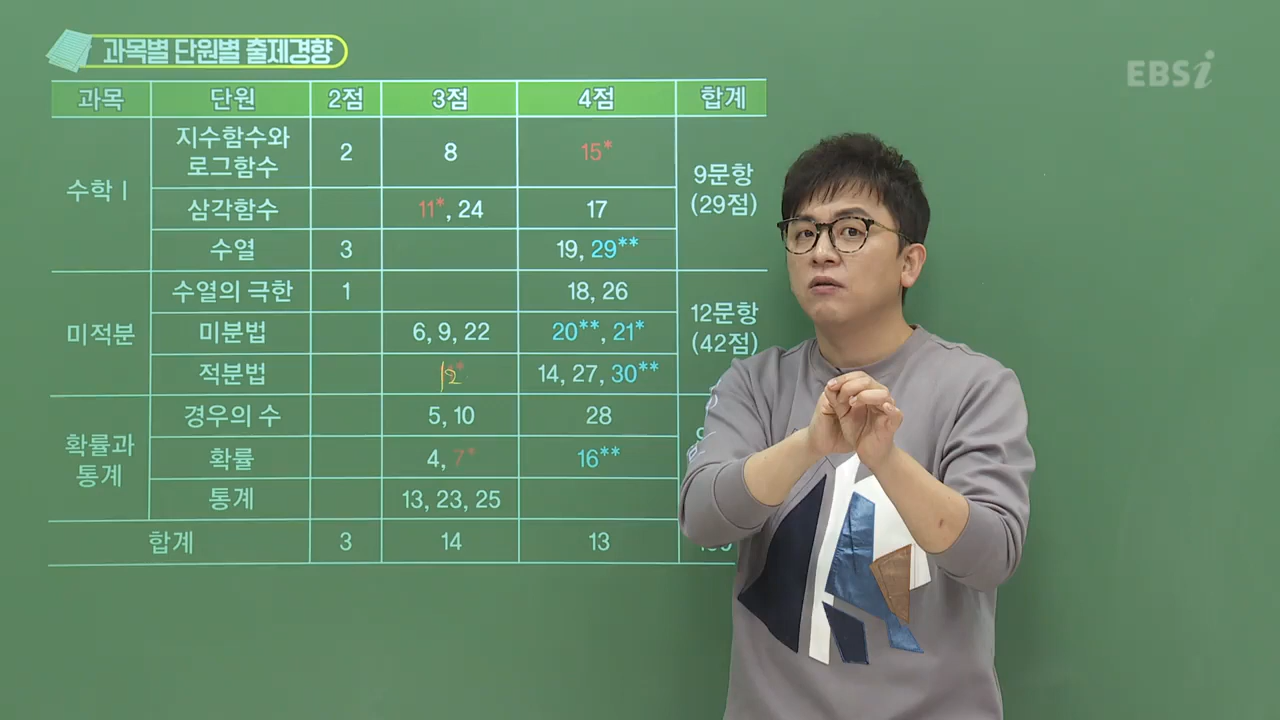 과목별 단원별 출제경향
EBSi
과목 단원 2점 3점 4점 합계
수학 I
지수함수와
로그함수
2 8 15*
삼각함수 11*, 24 17
수열 3 19, 29**
9문항
(29점)
미적분
수열의 극한 1 18, 26
미분법 6, 9, 22 20**, 21*
적분법 12* 14, 27, 30**
12문항
(42점)
확률과
통계
경우의 수 5, 10 28
확률 4, 7* 16**
통계 13, 23, 25
합계 3 14 13